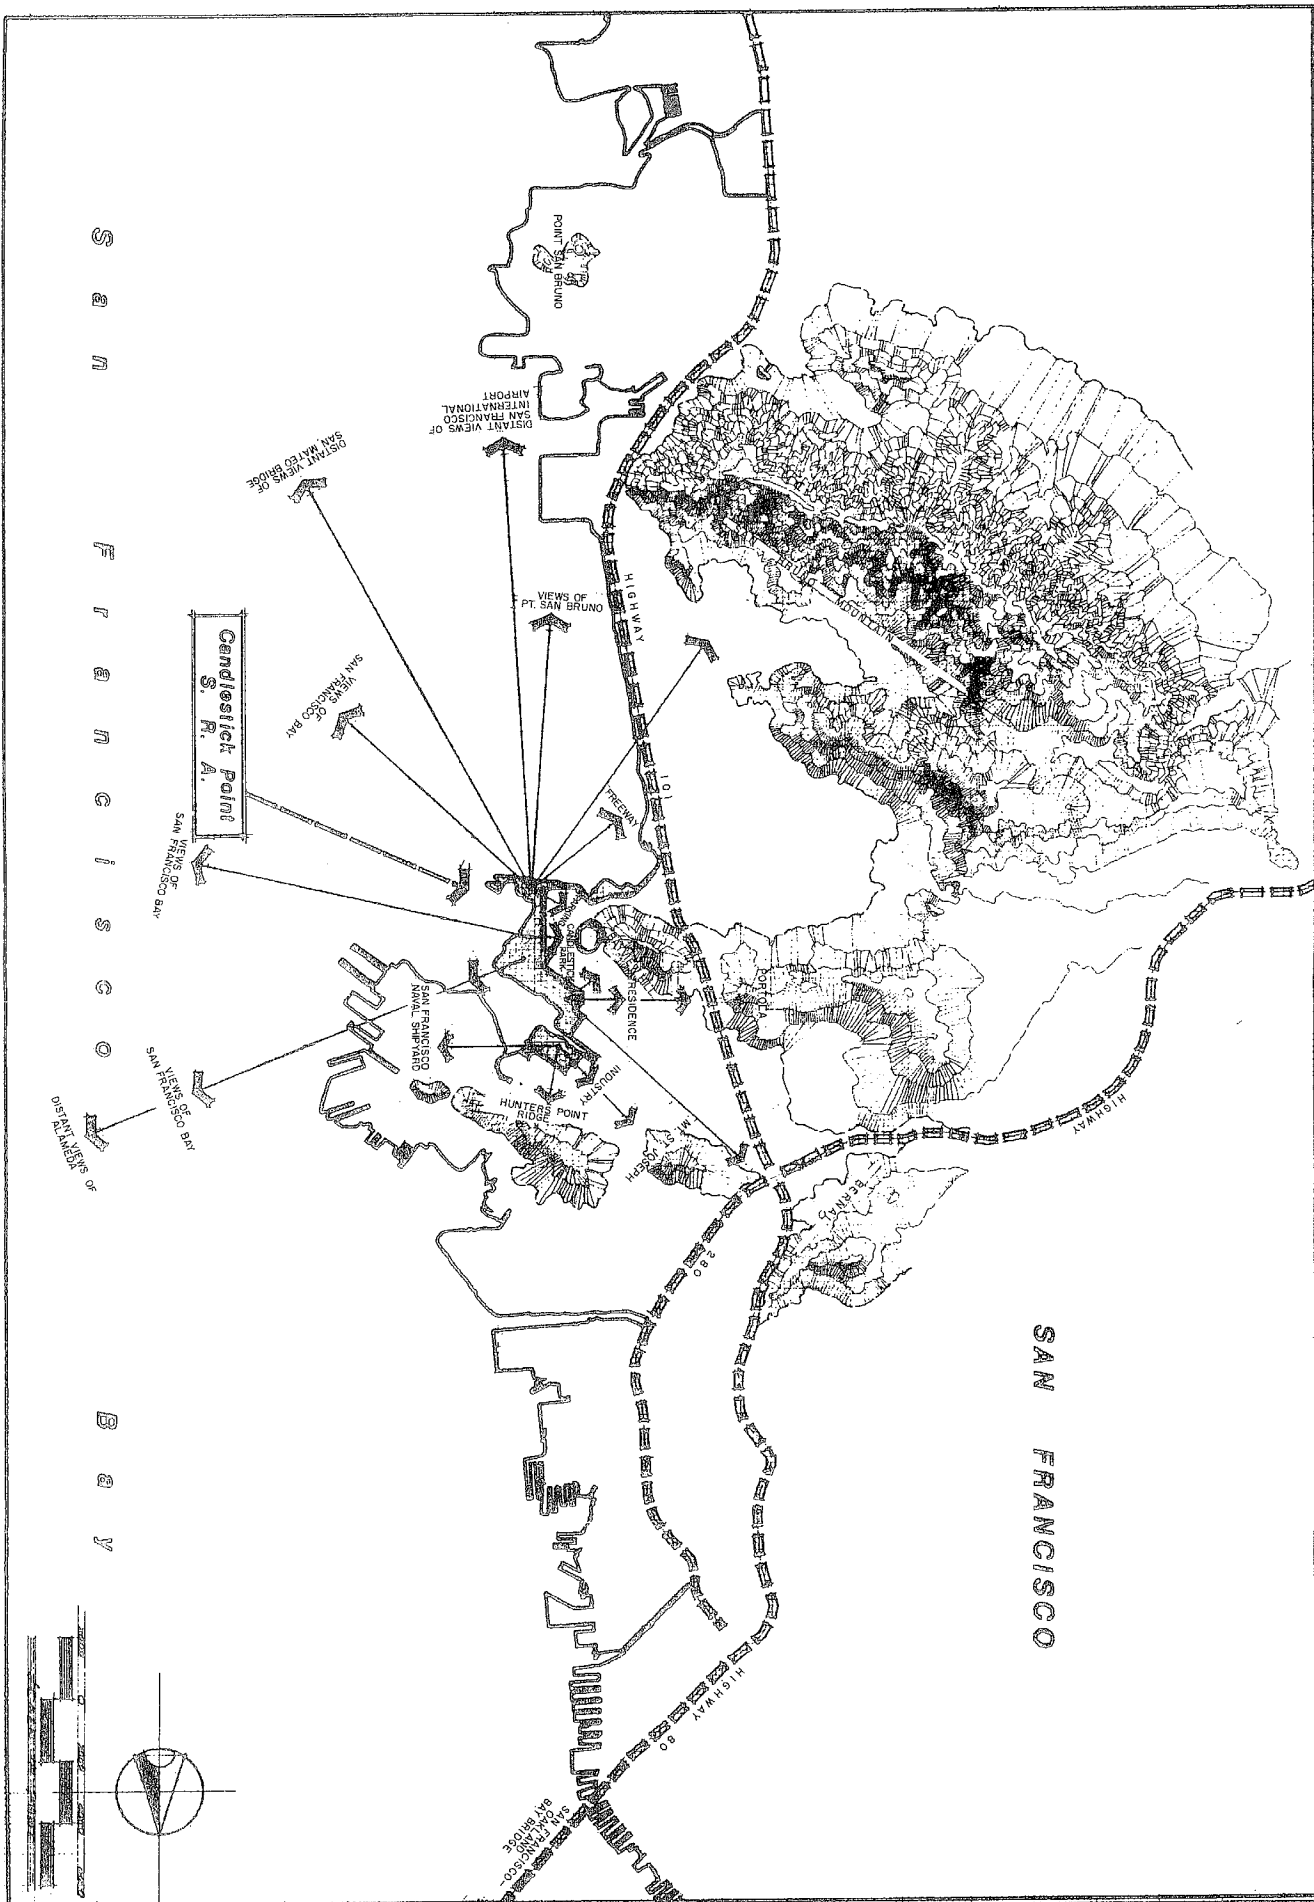 San Francisco Bay
SAN FRANCISCO
POINT SAN BRUNO
DISTANT VIEWS OF
SAN FRANCISCO
INTERNATIONAL
AIRPORT
DISTANT VIEWS OF
SAN MATEO BRIDGE
VIEWS OF
PT. SAN BRUNO
HIGHWAY
101
MOUNTAIN
VIEWS OF
SAN FRANCISCO BAY
Candlestick Point
S. R. A.
FREEWAY
VIEWS OF
SAN FRANCISCO BAY
CANDLESTICK
PARK
RESIDENCE
PORTOLA
SAN FRANCISCO
NAVAL SHIPYARD
INDUSTRY
HUNTERS POINT
RIDGE
MT. ST. JOSEPH
HIGHWAY
BERNAL
280
VIEWS OF
SAN FRANCISCO BAY
DISTANT VIEWS OF
ALAMEDA
HIGHWAY 80
SAN FRANCISCO-
OAKLAND
BAY BRIDGE